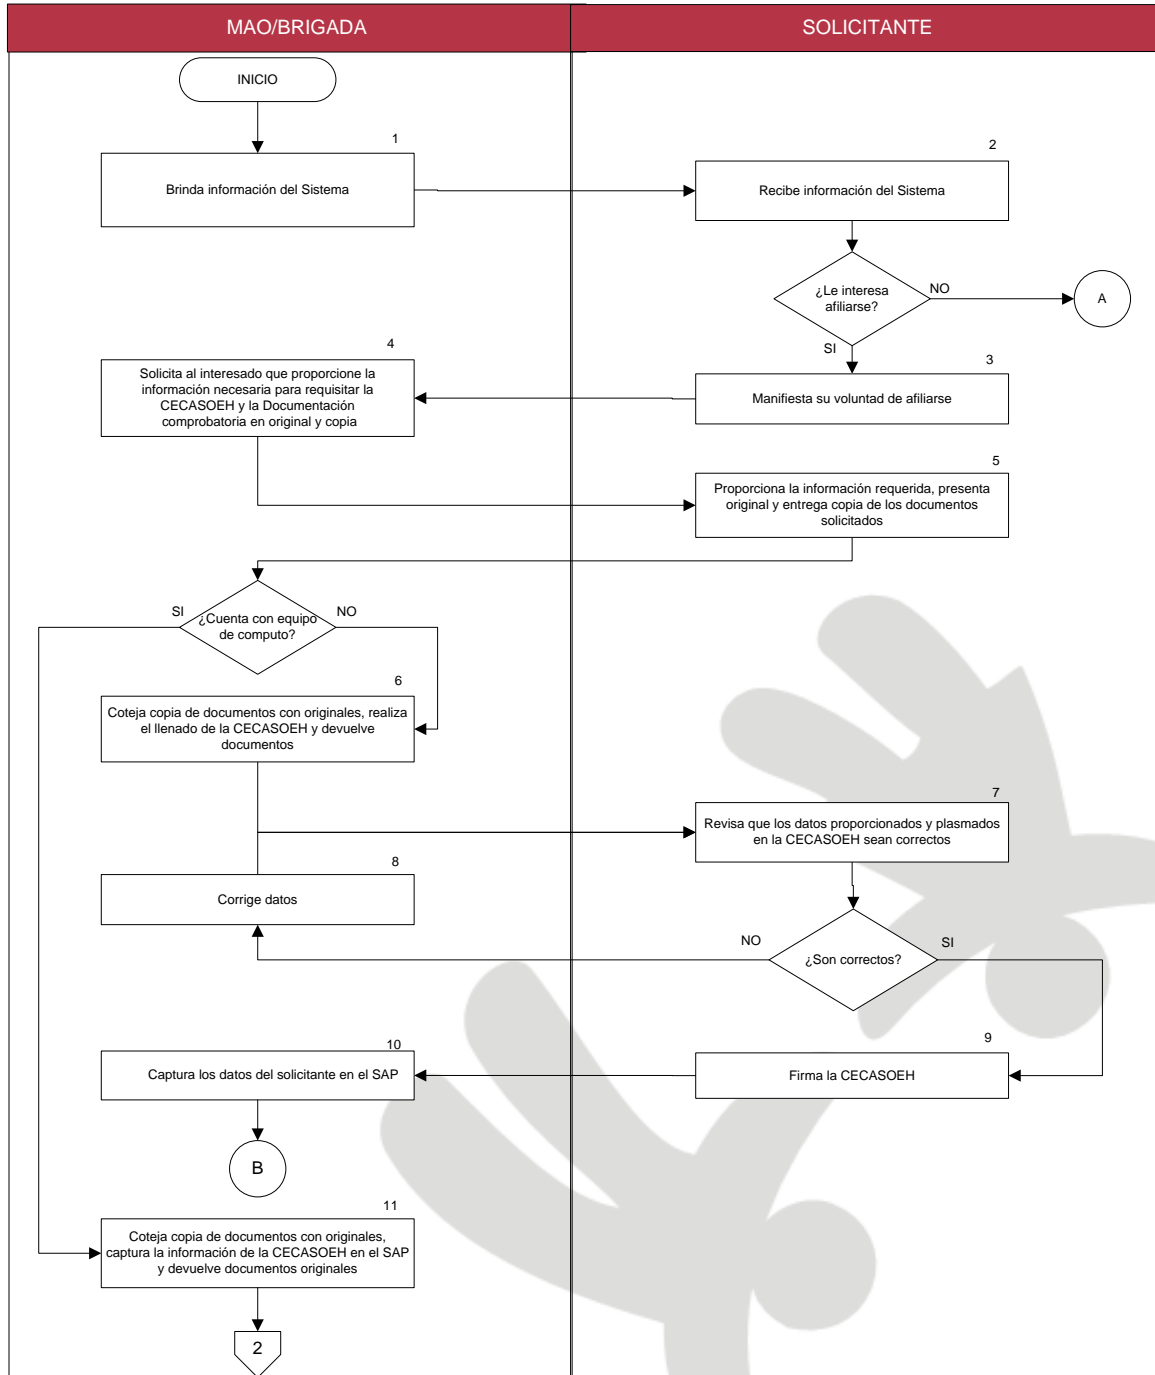 MAO/BRIGADA
SOLICITANTE
INICIO
1
Brinda información del Sistema
2
Recibe información del Sistema
¿Le interesa
afiliarse?
NO
A
SI
3
Manifiesta su voluntad de afiliarse
4
Solicita al interesado que proporcione la
información necesaria para requisitar la
CECASOEH y la Documentación
comprobatoria en original y copia
5
Proporciona la información requerida, presenta
original y entrega copia de los documentos
solicitados
SI
¿Cuenta con equipo
de computo?
NO
6
Coteja copia de documentos con originales, realiza
el llenado de la CECASOEH y devuelve
documentos
7
Revisa que los datos proporcionados y plasmados
en la CECASOEH sean correctos
8
Corrige datos
NO
¿Son correctos?
SI
9
Firma la CECASOEH
10
Captura los datos del solicitante en el SAP
B
11
Coteja copia de documentos con originales,
captura la información de la CECASOEH en el SAP
y devuelve documentos originales
2